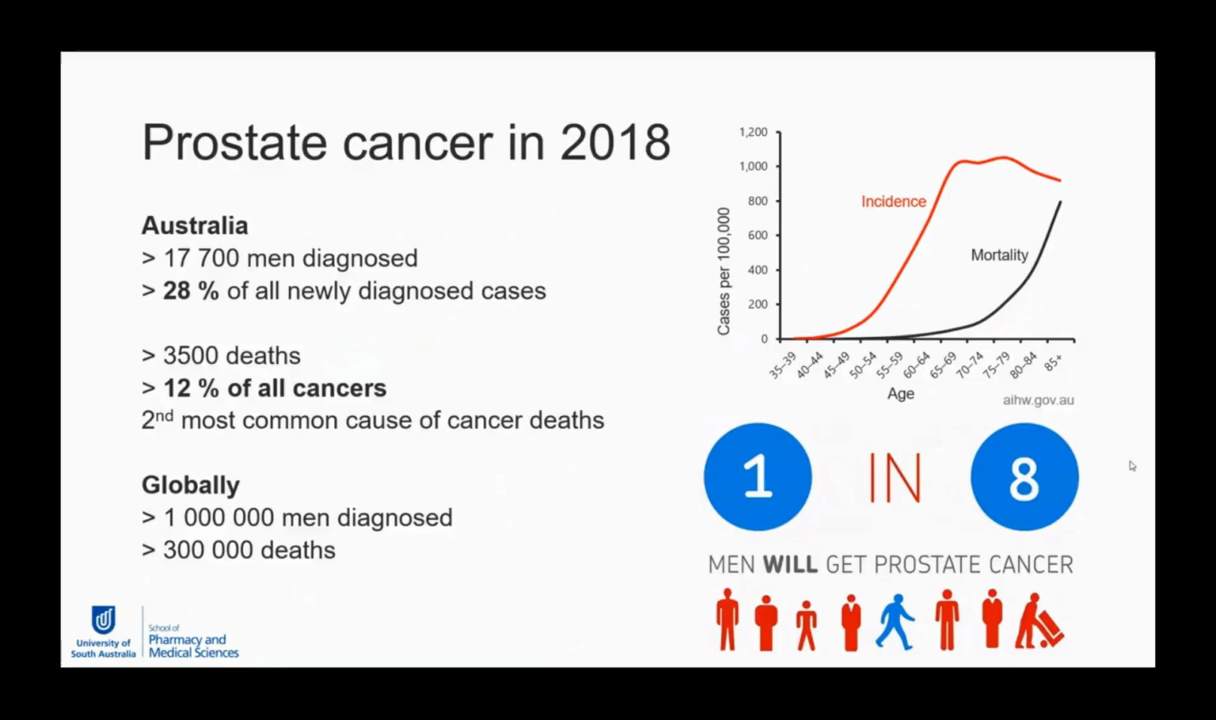 Prostate cancer in 2018
Australia
> 17 700 men diagnosed
> 28 % of all newly diagnosed cases
> 3500 deaths
> 12 % of all cancers
2nd most common cause of cancer deaths
Globally
> 1 000 000 men diagnosed
> 300 000 deaths
University of
South Australia
School of
Pharmacy and
Medical Sciences
Cases per 100,000
1,200
1,000
800
600
400
200
0
Incidence
Mortality
35–39
40–44
45–49
50–54
55–59
60–64
65–69
70–74
75–79
80–84
85+
Age
aihw.gov.au
1 IN 8
MEN WILL GET PROSTATE CANCER